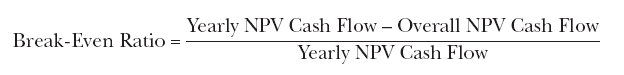 Break-Even Ratio = Yearly NPV Cash Flow – Overall NPV Cash Flow
Yearly NPV Cash Flow